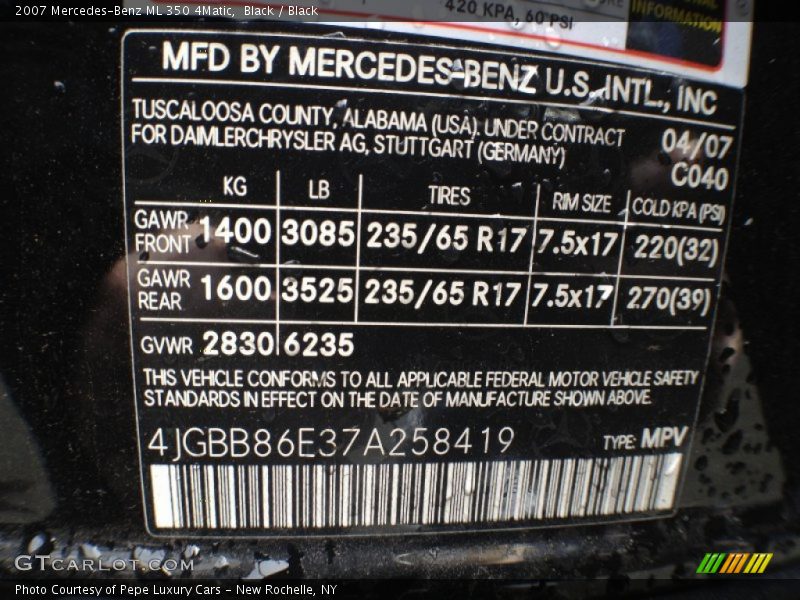 2007 Mercedes-Benz ML 350 4Matic, Black / Black
420 KPA, 60 PSI
INFORMATION
MFD BY MERCEDES-BENZ U.S. INTL., INC
TUSCALOOSA COUNTY, ALABAMA (USA). UNDER CONTRACT
FOR DAIMLERCHRYSLER AG, STUTTGART (GERMANY)
04/07
C040
KG LB TIRES RIM SIZE COLD KPA (PSI)
GAWR FRONT 1400 3085 235/65 R17 7.5x17 220(32)
GAWR REAR 1600 3525 235/65 R17 7.5x17 270(39)
GVWR 2830 6235
THIS VEHICLE CONFORMS TO ALL APPLICABLE FEDERAL MOTOR VEHICLE SAFETY
STANDARDS IN EFFECT ON THE DATE OF MANUFACTURE SHOWN ABOVE.
4JGBB86E37A258419 TYPE: MPV
GTCARLOT.COM
Photo Courtesy of Pepe Luxury Cars - New Rochelle, NY